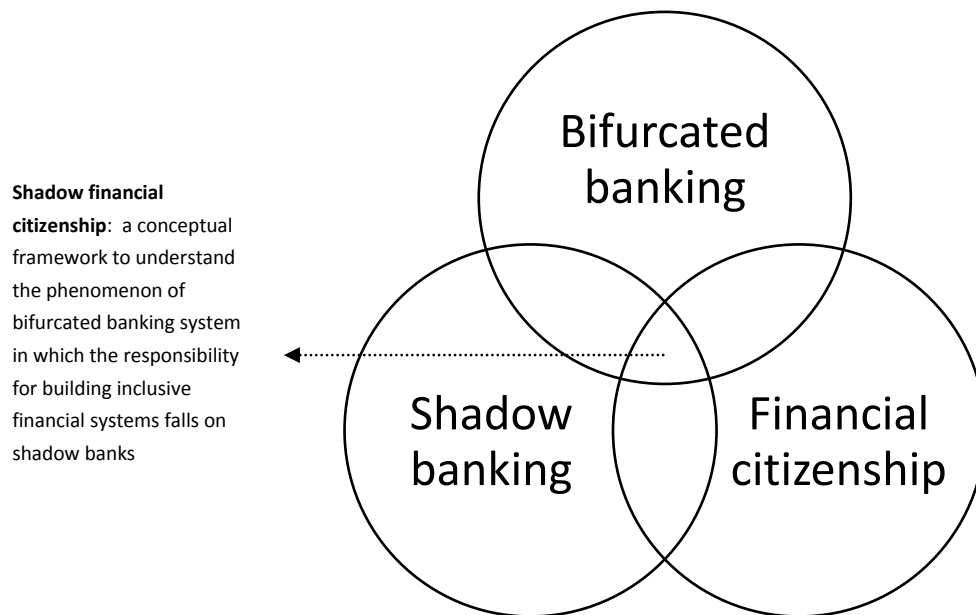 Shadow financial
citizenship:  a conceptual
framework to understand
the phenomenon of
bifurcated banking system
in which the responsibility
for building inclusive
financial systems falls on
shadow banks
Bifurcated
banking
Shadow
banking
Financial
citizenship